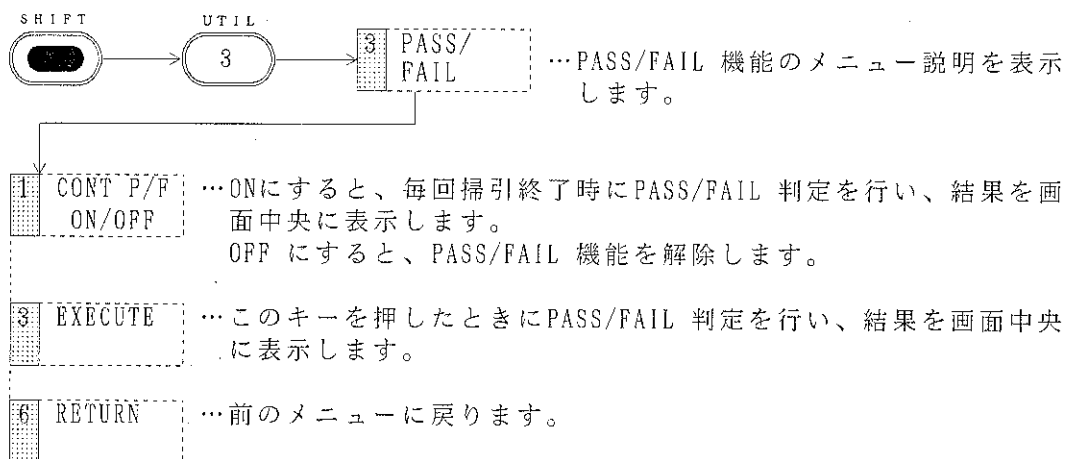 SHIFT UTIL
3
3 PASS/ FAIL …PASS/FAIL 機能のメニュー説明を表示
します。
1 CONT P/F …ONにすると、毎回掃引終了時にPASS/FAIL 判定を行い、結果を画
ON/OFF 面中央に表示します。
OFF にすると、PASS/FAIL 機能を解除します。
3 EXECUTE …このキーを押したときにPASS/FAIL 判定を行い、結果を画面中央
に表示します。
6 RETURN …前のメニューに戻ります。